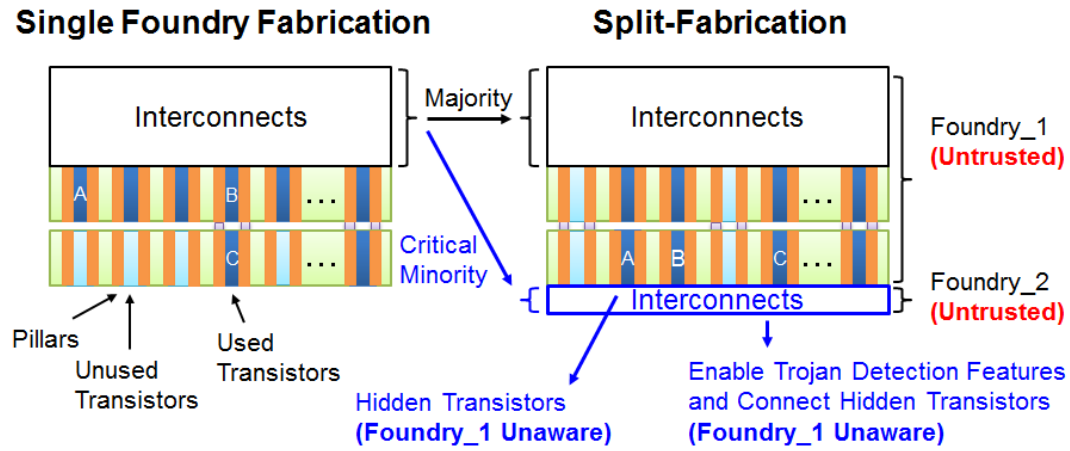 Single Foundry Fabrication
Split-Fabrication
Interconnects
Majority
Interconnects
Foundry_1
(Untrusted)
A
B
...
...
C
...
Critical
Minority
A
B
C
...
Interconnects
Foundry_2
(Untrusted)
Pillars
Unused
Transistors
Used
Transistors
Hidden Transistors
(Foundry_1 Unaware)
Enable Trojan Detection Features
and Connect Hidden Transistors
(Foundry_1 Unaware)